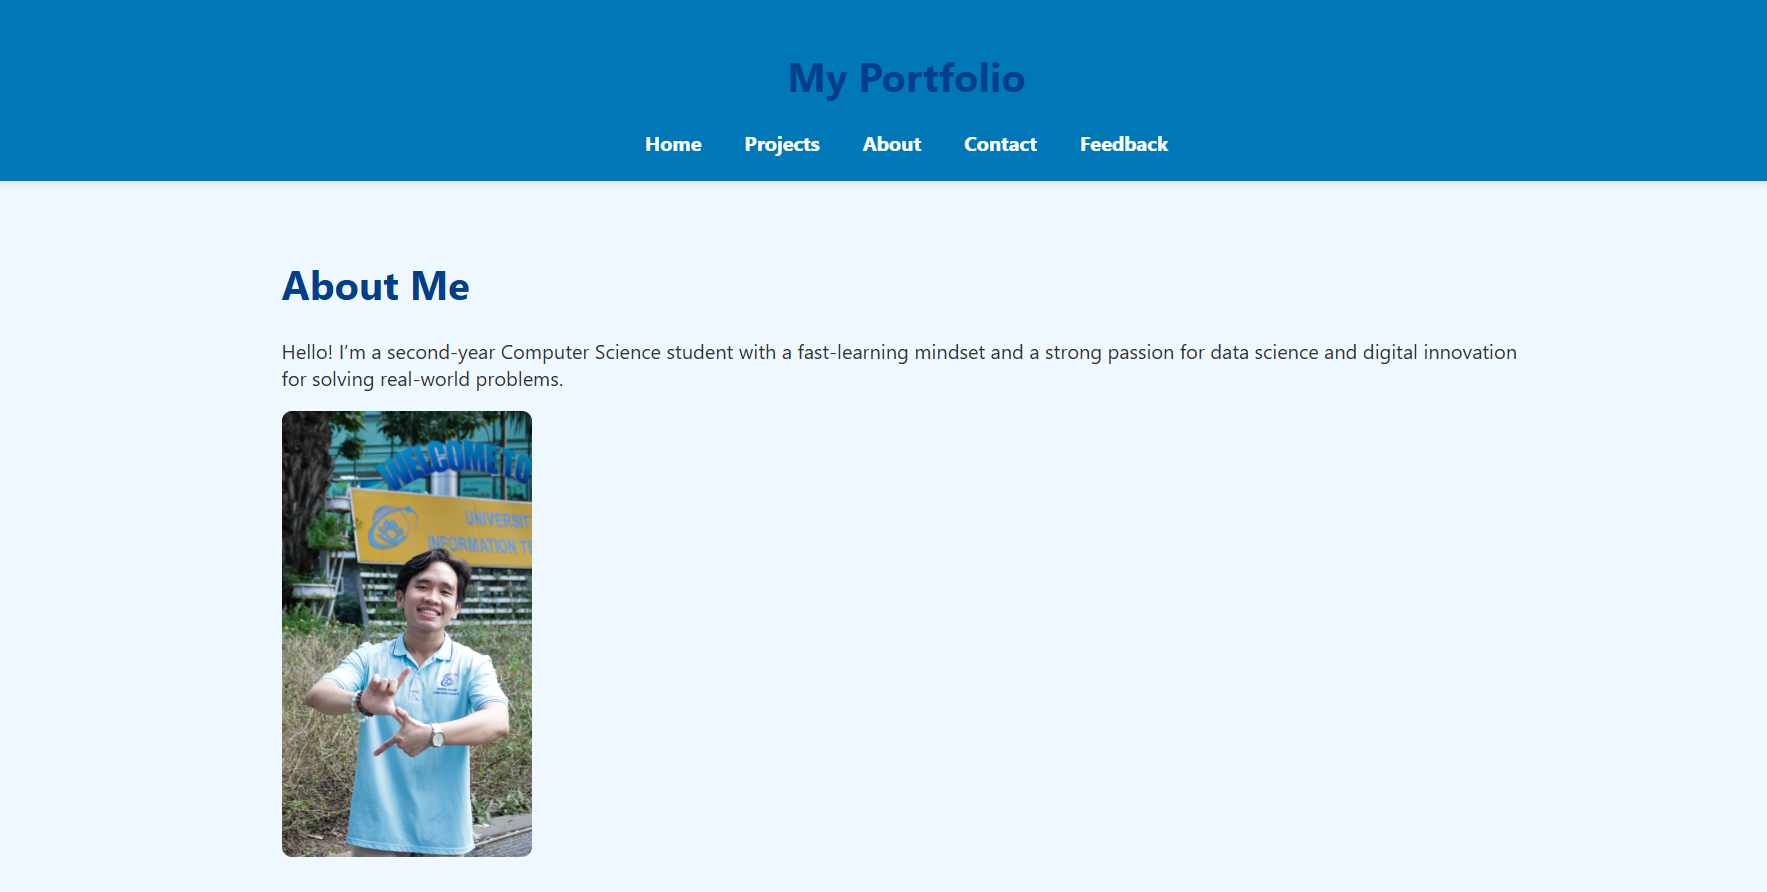 My Portfolio
Home Projects About Contact Feedback
About Me
Hello! I’m a second-year Computer Science student with a fast-learning mindset and a strong passion for data science and digital innovation
for solving real-world problems.
WELCOME TO
INFORMATION